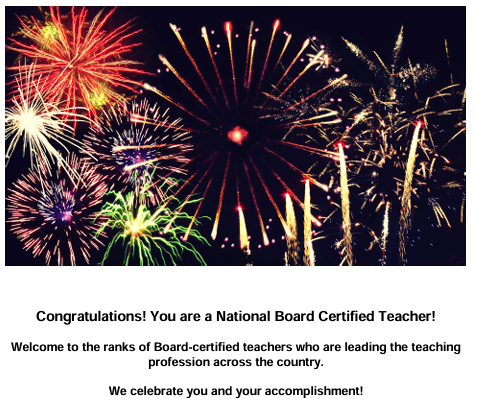 Congratulations! You are a National Board Certified Teacher!
Welcome to the ranks of Board-certified teachers who are leading the teaching
profession across the country.
We celebrate you and your accomplishment!